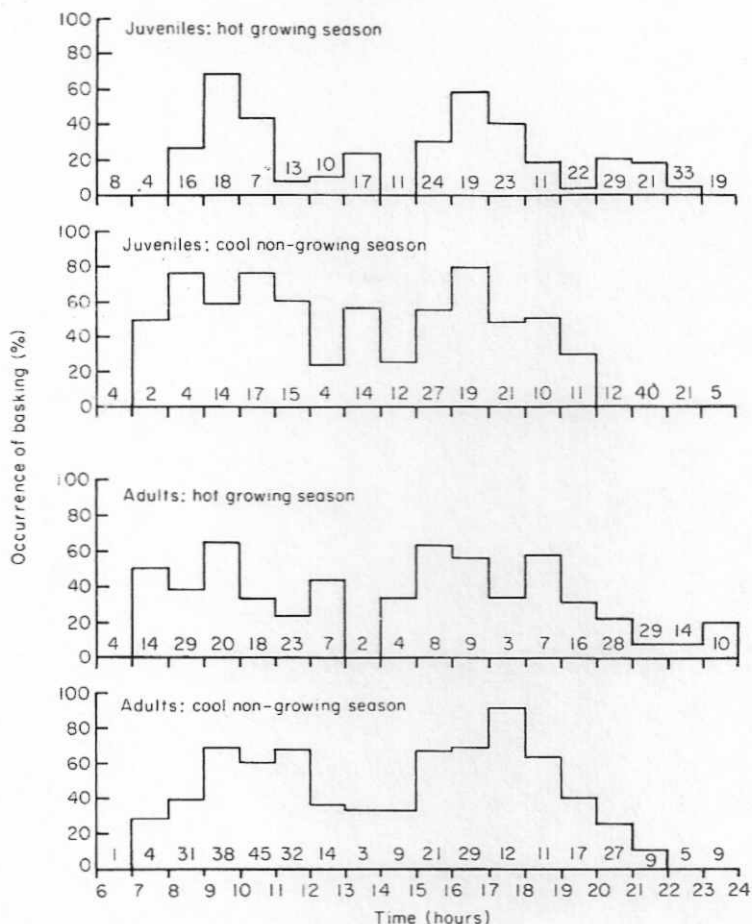 Occurrence of basking (%)
Juveniles: hot growing season
100
80
60
40
20
0
8 4 16 18 7 13 10 17 11 24 19 23 11 22 29 21 33 19
Juveniles: cool non-growing season
100
80
60
40
20
0
4 2 4 14 17 15 4 14 12 27 19 21 10 11 12 40 21 5
Adults: hot growing season
100
80
60
40
20
0
4 14 29 20 18 23 7 2 4 8 9 3 7 16 28 29 14 10
Adults: cool non-growing season
100
80
60
40
20
0
1 4 31 38 45 32 14 3 9 21 29 12 11 17 27 9 5 9
6 7 8 9 10 11 12 13 14 15 16 17 18 19 20 21 22 23 24
Time (hours)